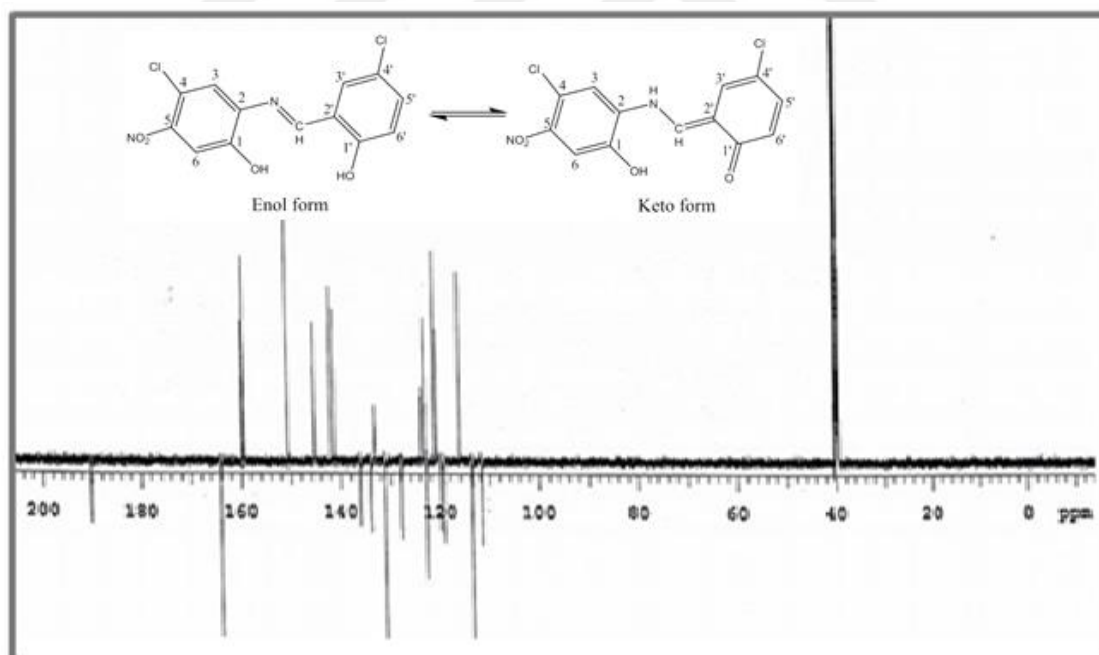 Cl
Cl
3
3'
4
4'
2
N
5'
5
2'
NO2
C
H
6'
6
1
1'
OH
HO
Enol form
Cl
Cl
H
3
3'
4
4'
2
N
5'
5
2'
NO2
C
H
6'
6
1
1'
OH
O
Keto form
200 180 160 140 120 100 80 60 40 20 0 ppm